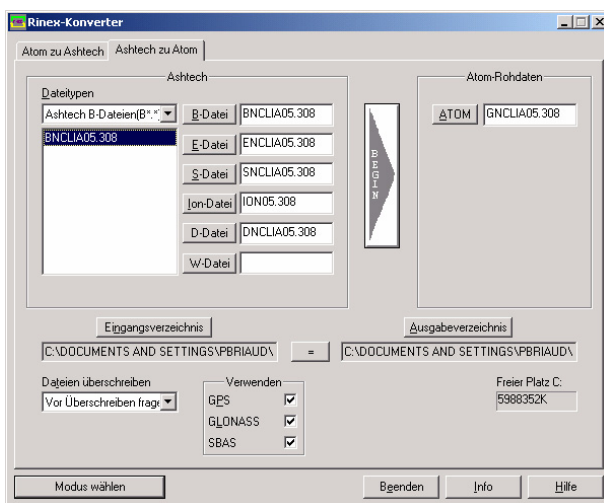 Rinex-Konverter
Atom zu Ashtech
Ashtech zu Atom
Ashtech
Dateitypen
Ashtech B-Dateien(B*.*
BNCLIA05.308
B-Datei BNCLIA05.308
E-Datei ENCLIA05.308
S-Datei SNCLIA05.308
Ion-Datei ION05.308
D-Datei DNCLIA05.308
W-Datei
BEGIN
Atom-Rohdaten
ATOM GNCLIA05.308
Eingangsverzeichnis
Ausgabeverzeichnis
C:\DOCUMENTS AND SETTINGS\PBRIAUD\ = C:\DOCUMENTS AND SETTINGS\PBRIAUD\
Dateien überschreiben
Vor Überschreiben frage
Verwenden
GPS
GLONASS
SBAS
Freier Platz C:
5988352K
Modus wählen
Beenden
Info
Hilfe